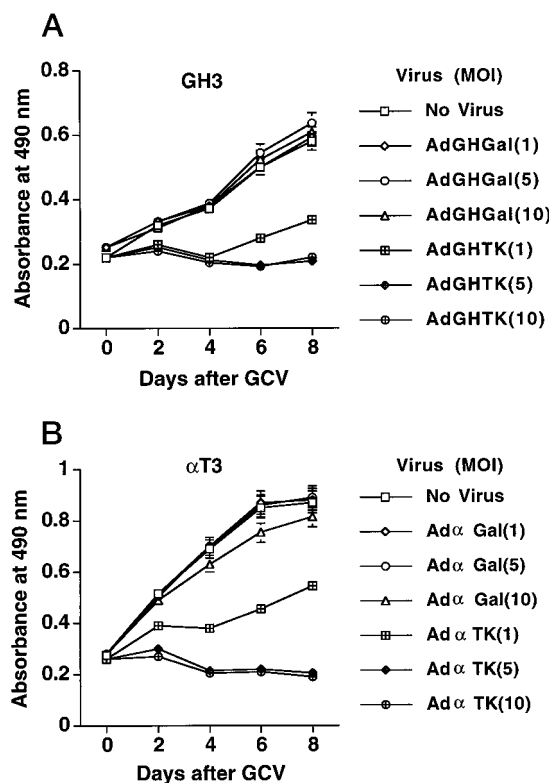 A
GH3
Virus (MOI)
No Virus
AdGHGal(1)
AdGHGal(5)
AdGHGal(10)
AdGHTK(1)
AdGHTK(5)
AdGHTK(10)
Absorbance at 490 nm
0.8
0.6
0.4
0.2
0
0 2 4 6 8
Days after GCV
B
αT3
Virus (MOI)
No Virus
Adα Gal(1)
Adα Gal(5)
Adα Gal(10)
Adα TK(1)
Adα TK(5)
Adα TK(10)
Absorbance at 490 nm
1
0.8
0.6
0.4
0.2
0
0 2 4 6 8
Days after GCV